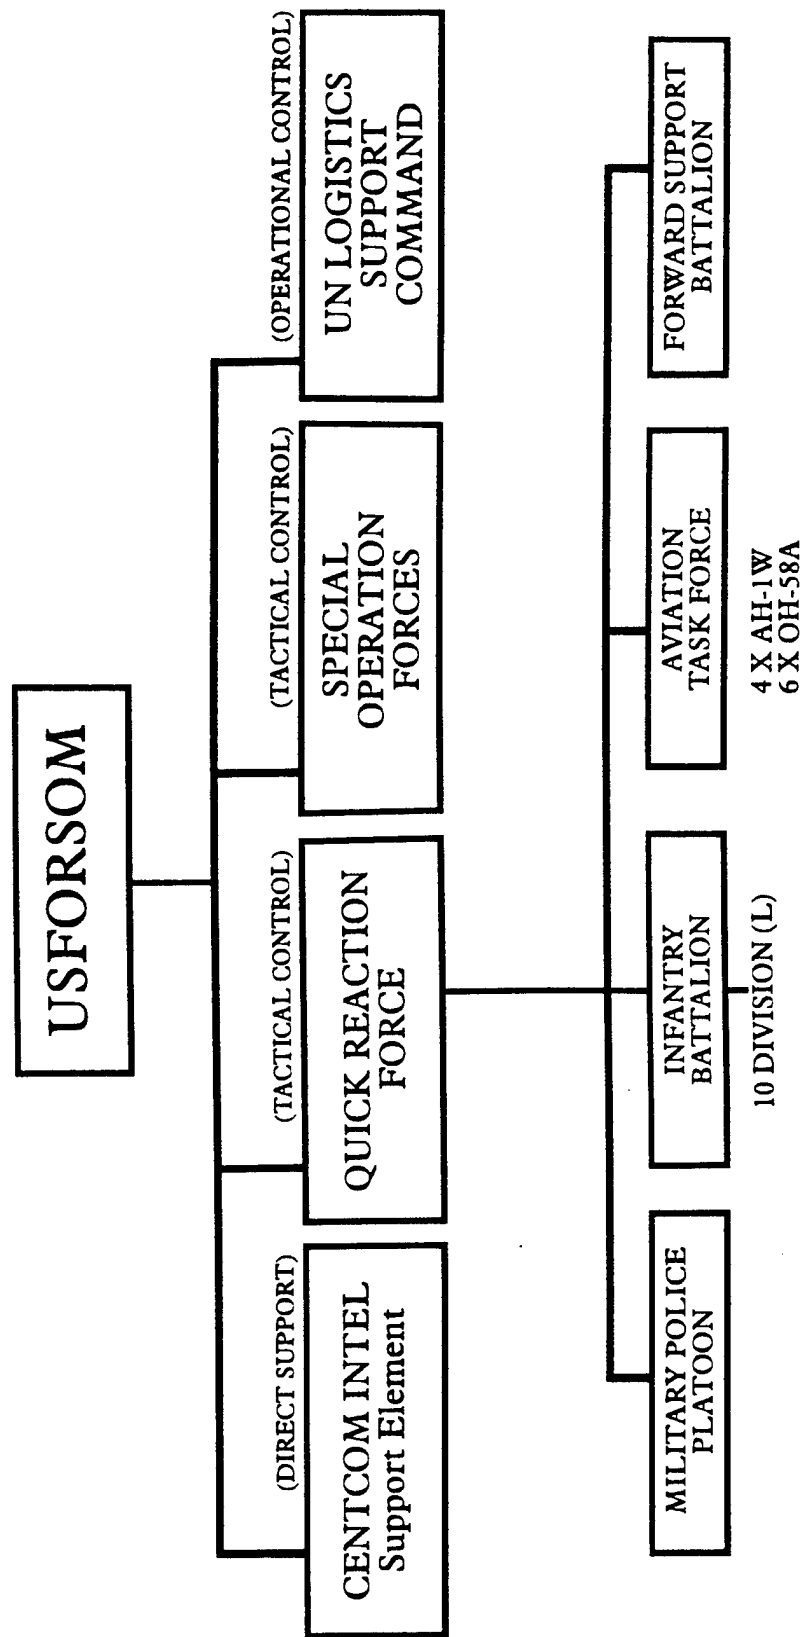 USFORSOM
(DIRECT SUPPORT)
CENTCOM INTEL
Support Element
(TACTICAL CONTROL)
QUICK REACTION
FORCE
(TACTICAL CONTROL)
SPECIAL
OPERATION
FORCES
(OPERATIONAL CONTROL)
UN LOGISTICS
SUPPORT
COMMAND
MILITARY POLICE
PLATOON
INFANTRY
BATTALION
10 DIVISION (L)
AVIATION
TASK FORCE
4 X AH-1W
6 X OH-58A
FORWARD SUPPORT
BATTALION